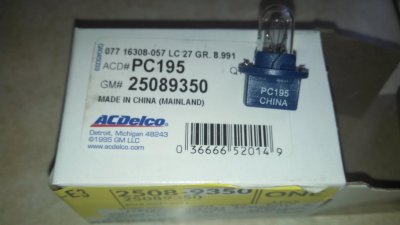 077 16308-057 LC 27 GR. 8.991
ACD# PC195
GM# 25089350
MADE IN CHINA (MAINLAND)
ACDelco
Detroit, Michigan 48243
©1995 GM LLC
acdelco.com
0 36666 52014 9
PC195
CHINA
2508-9350
25089350